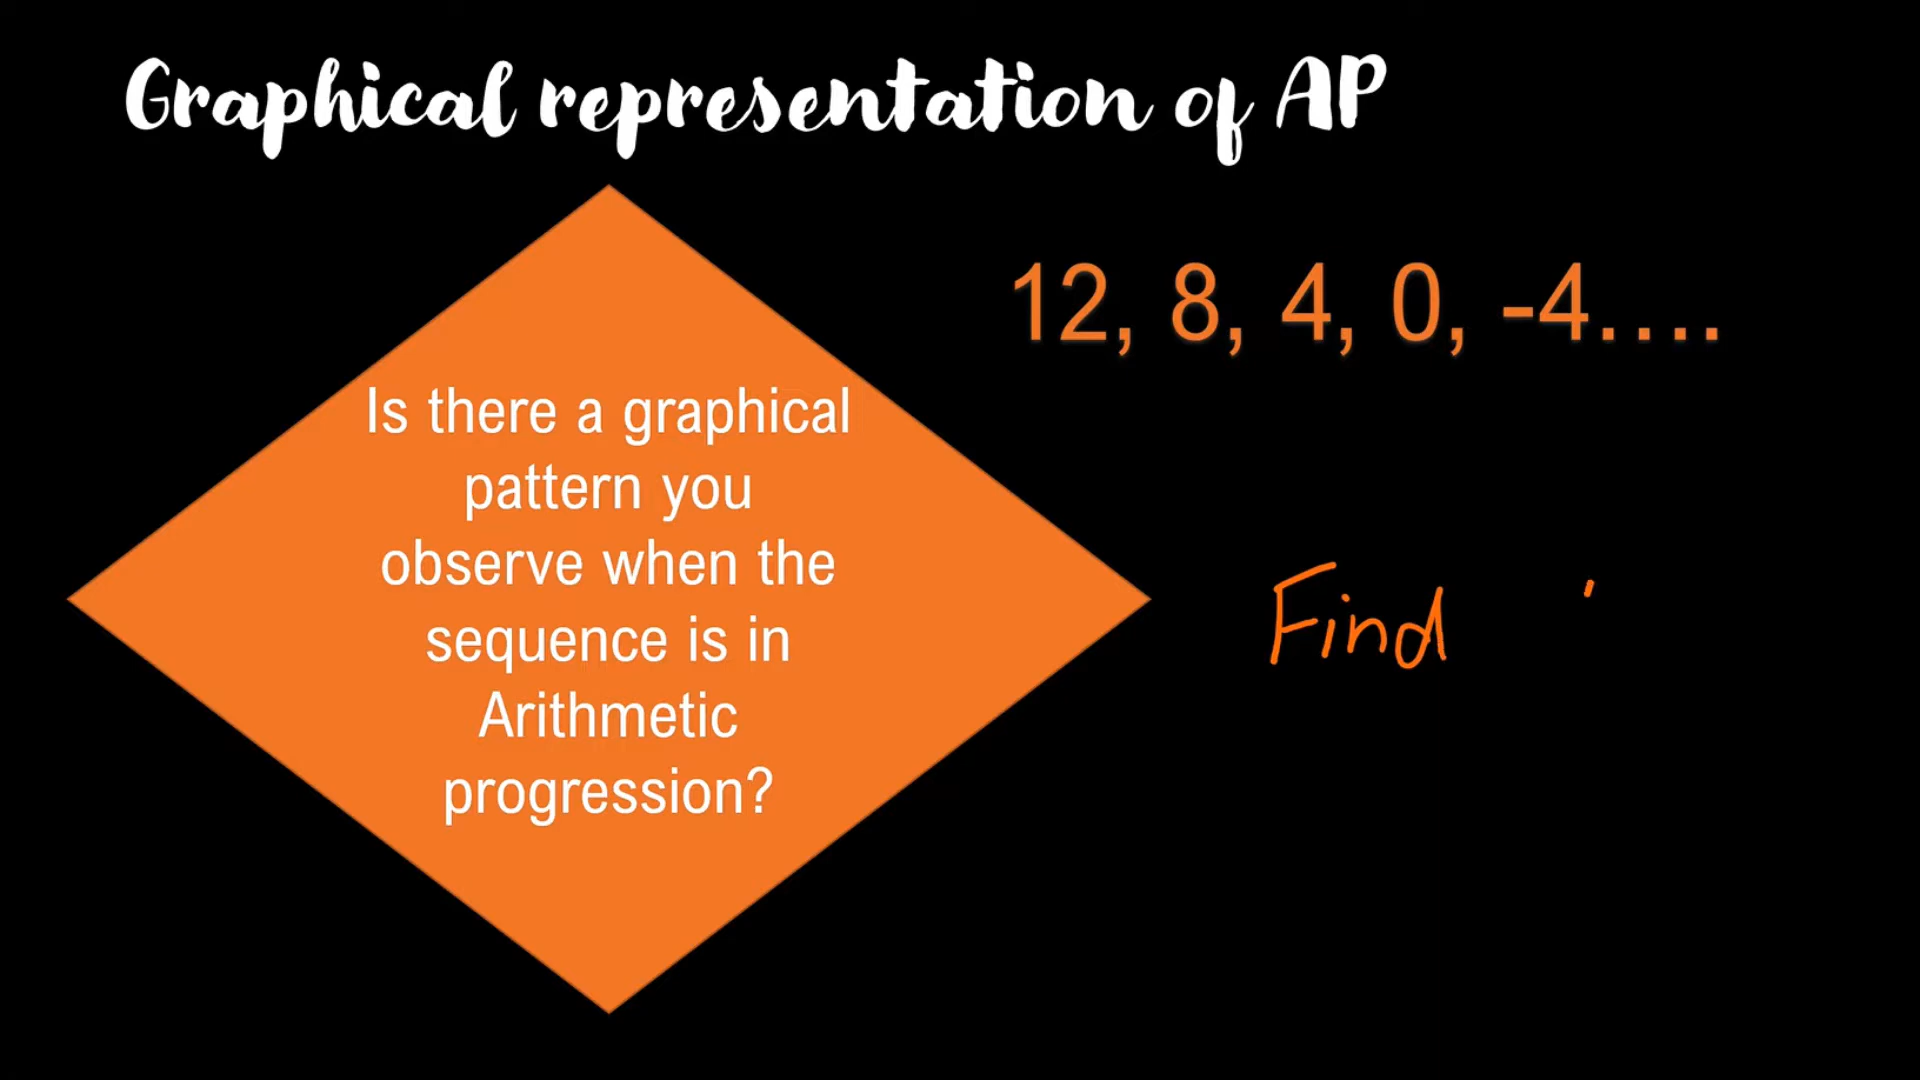 Graphical representation of AP
12, 8, 4, 0, -4....
Is there a graphical
pattern you
observe when the
sequence is in
Arithmetic
progression?
Find '